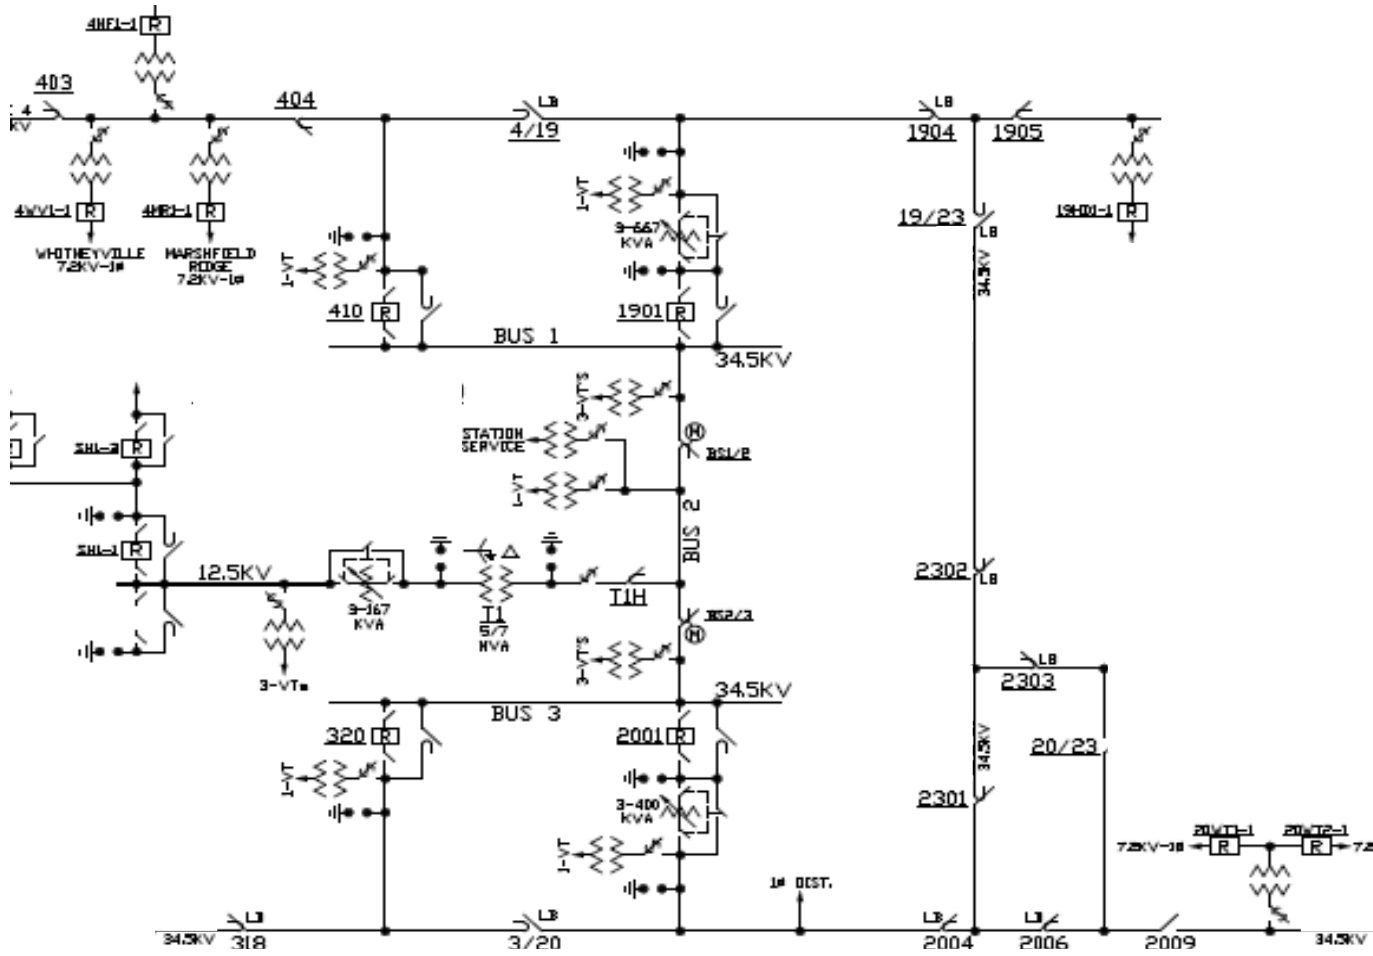 4HF1-1
R
403
404
LB
LB
4
KV
4/19
1904
1905
4WV1-1
R
4MR1-1
R
1-VT
19/23
LB
19HD1-1
R
WHITNEYVILLE
7.2KV-1ø
MARSHFIELD
RIDGE
7.2KV-1ø
3-667
KVA
1-VT
34.5KV
410
R
1901
R
BUS 1
34.5KV
3-VT'S
STATION
SERVICE
R
M
BS1/2
1-VT
BUS 2
R
12.5KV
T1H
2302
LB
3-167
KVA
T1
5/7
MVA
BS2/3
M
3-VT'S
LB
2303
3-VTs
34.5KV
BUS 3
320
R
2001
R
34.5KV
20/23
1-VT
3-400
KVA
2301
20WT1-1
20WT2-1
7.2KV-1ø
R
R
7.2
1-VT
1ø DIST.
LB
LB
LB
LB
34.5KV
318
3/20
2004
2006
2009
34.5KV